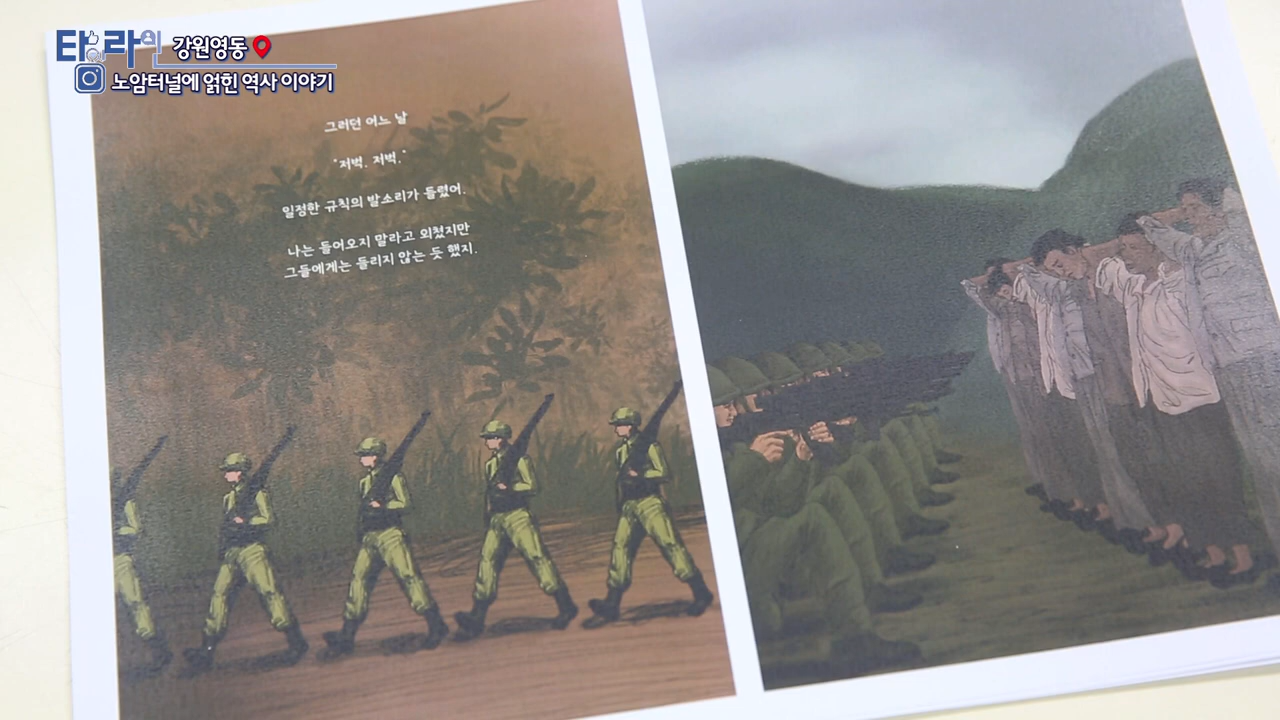 타라의
강원영동
노암터널에 얽힌 역사 이야기
그러던 어느 날
"저벅, 저벅."
일정한 규칙의 발소리가 들렸어.
나는 들어오지 말라고 외쳤지만
그들에게는 들리지 않는 듯 했지.